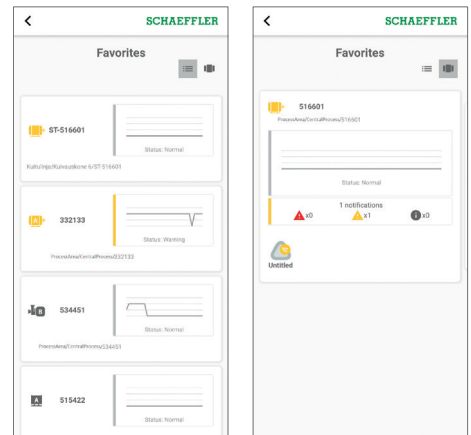 SCHAEFFLER
Favorites
ST-516601
Status: Normal
Kuitulinja/Kuivauskone 6/ST-516601
A
332133
Status: Warning
ProcessArea/CentralProcess/332133
B
534451
Status: Normal
ProcessArea/CentralProcess/534451
A
515422
Status: Normal
SCHAEFFLER
Favorites
516601
ProcessArea/CentralProcess/516601
Status: Normal
1 notifications
x0 x1 x0
Untitled